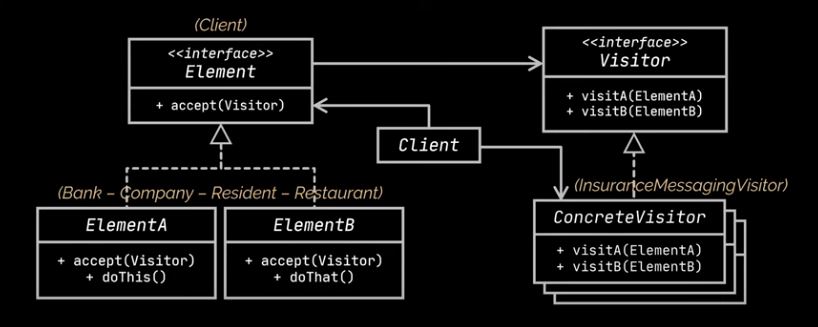 (Client)
<<interface>>
Element
+ accept(Visitor)
<<interface>>
Visitor
+ visitA(ElementA)
+ visitB(ElementB)
Client
(Bank – Company – Resident – Restaurant)
ElementA
+ accept(Visitor)
+ doThis()
ElementB
+ accept(Visitor)
+ doThat()
(InsuranceMessagingVisitor)
ConcreteVisitor
+ visitA(ElementA)
+ visitB(ElementB)